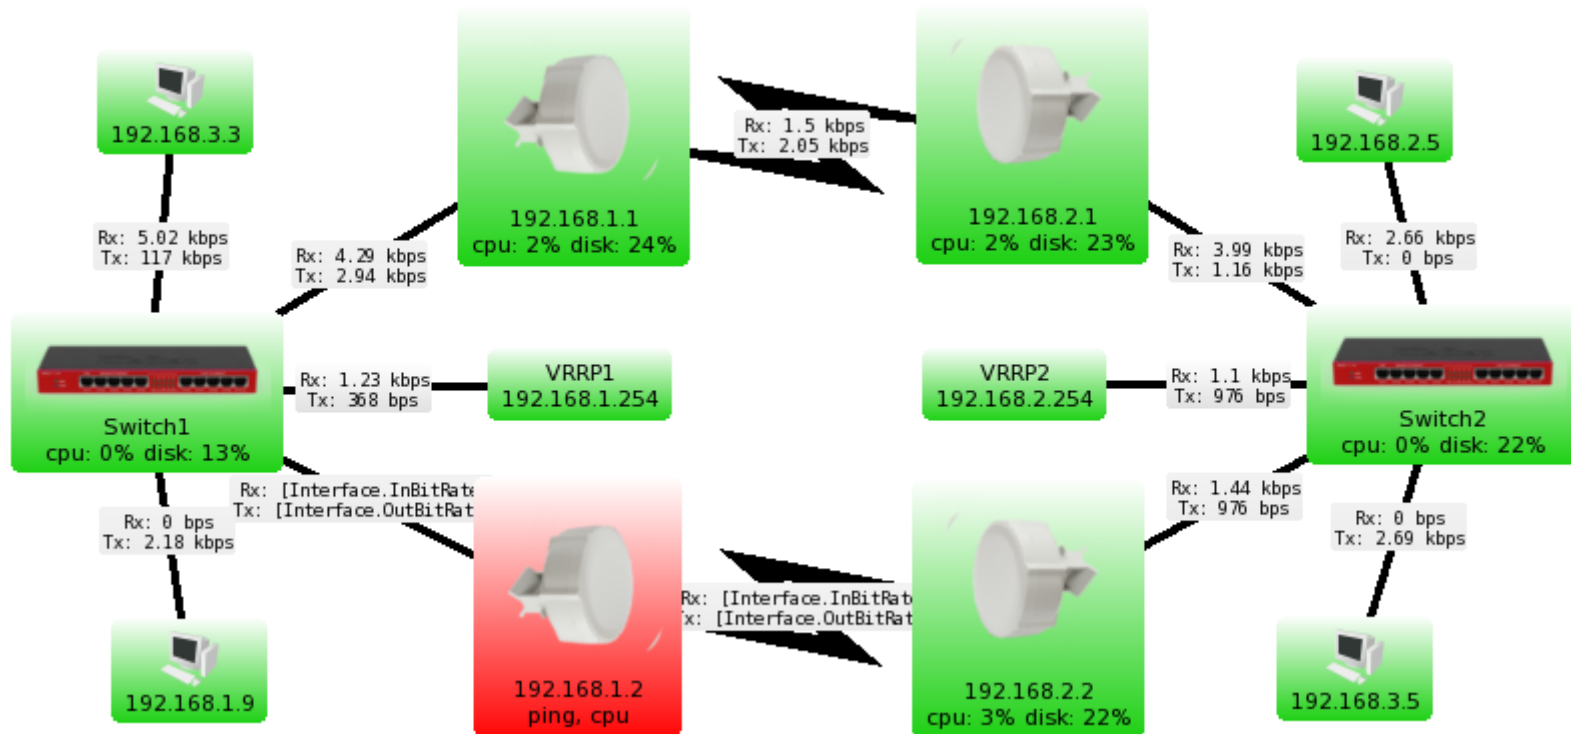 192.168.3.3
Rx: 5.02 kbps
Tx: 117 kbps
Rx: 4.29 kbps
Tx: 2.94 kbps
192.168.1.1
cpu: 2% disk: 24%
Rx: 1.5 kbps
Tx: 2.05 kbps
192.168.2.1
cpu: 2% disk: 23%
192.168.2.5
Rx: 2.66 kbps
Tx: 0 bps
Rx: 3.99 kbps
Tx: 1.16 kbps
Switch1
cpu: 0% disk: 13%
Rx: 1.23 kbps
Tx: 368 bps
VRRP1
192.168.1.254
VRRP2
192.168.2.254
Rx: 1.1 kbps
Tx: 976 bps
Switch2
cpu: 0% disk: 22%
Rx: [Interface.InBitRate
Tx: [Interface.OutBitRat
Rx: 0 bps
Tx: 2.18 kbps
192.168.1.9
192.168.1.2
ping, cpu
Rx: [Interface.InBitRate
Tx: [Interface.OutBitRat
192.168.2.2
cpu: 3% disk: 22%
Rx: 1.44 kbps
Tx: 976 bps
Rx: 0 bps
Tx: 2.69 kbps
192.168.3.5